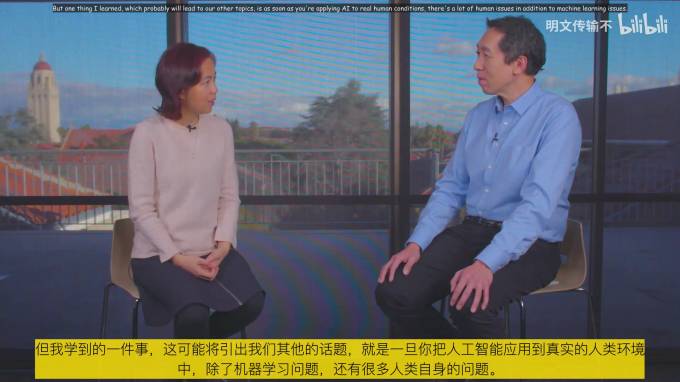 But one thing I learned, which probably will lead to our other topics, is as soon as you're applying AI to real human conditions, there's a lot of human issues in addition to machine learning issues.
明文传输不 bilibili
但我学到的一件事，这可能将引出我们其他的话题，就是一旦你把人工智能应用到真实的人类环境
中，除了机器学习问题，还有很多人类自身的问题。